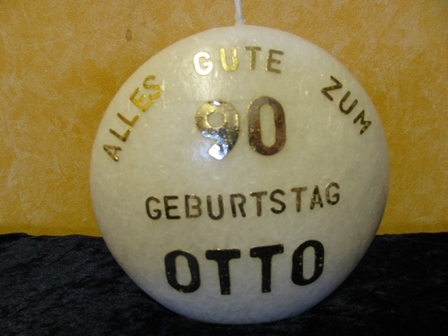 ALLES GUTE ZUM
90
GEBURTSTAG
OTTO